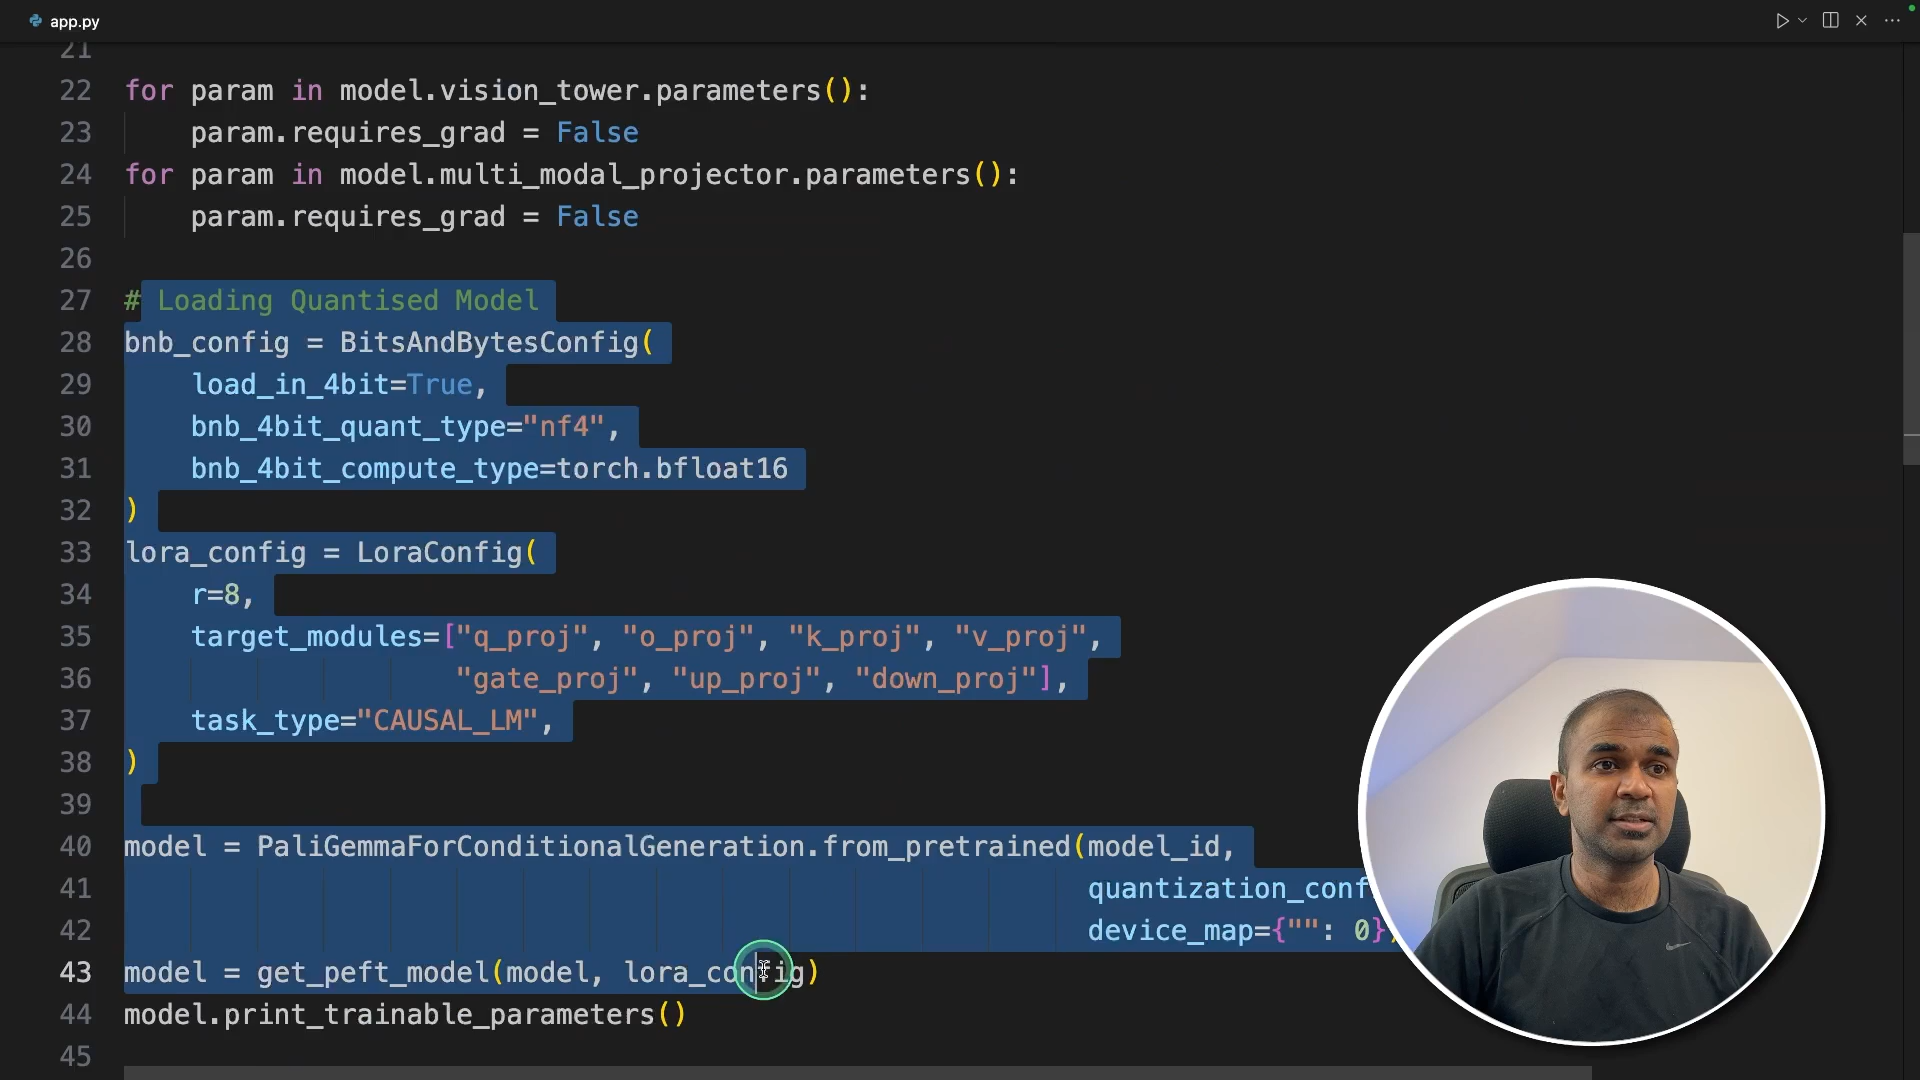 app.py
21
22 for param in model.vision_tower.parameters():
23     param.requires_grad = False
24 for param in model.multi_modal_projector.parameters():
25     param.requires_grad = False
26
27 # Loading Quantised Model
28 bnb_config = BitsAndBytesConfig(
29     load_in_4bit=True,
30     bnb_4bit_quant_type="nf4",
31     bnb_4bit_compute_type=torch.bfloat16
32 )
33 lora_config = LoraConfig(
34     r=8,
35     target_modules=["q_proj", "o_proj", "k_proj", "v_proj",
36                     "gate_proj", "up_proj", "down_proj"],
37     task_type="CAUSAL_LM",
38 )
39
40 model = PaliGemmaForConditionalGeneration.from_pretrained(model_id,
41                                                           quantization_conf
42                                                           device_map={"": 0})
43 model = get_peft_model(model, lora_config)
44 model.print_trainable_parameters()
45